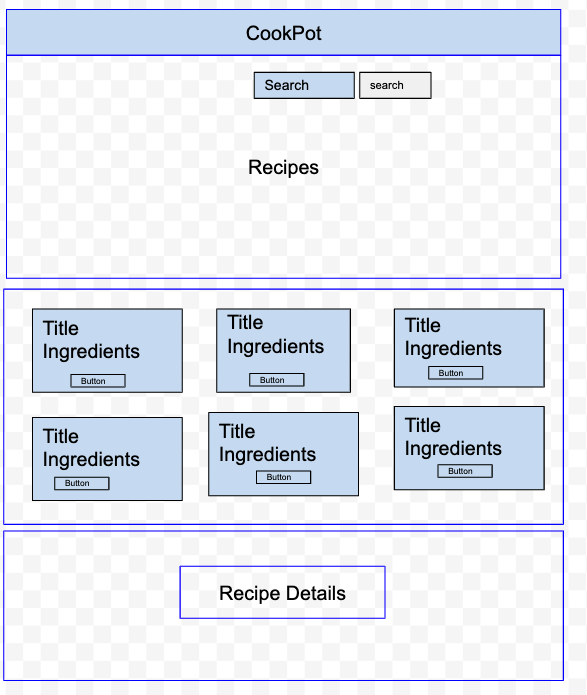 CookPot
Search
search
Recipes
Title
Ingredients
Button
Title
Ingredients
Button
Title
Ingredients
Button
Title
Ingredients
Button
Title
Ingredients
Button
Title
Ingredients
Button
Recipe Details